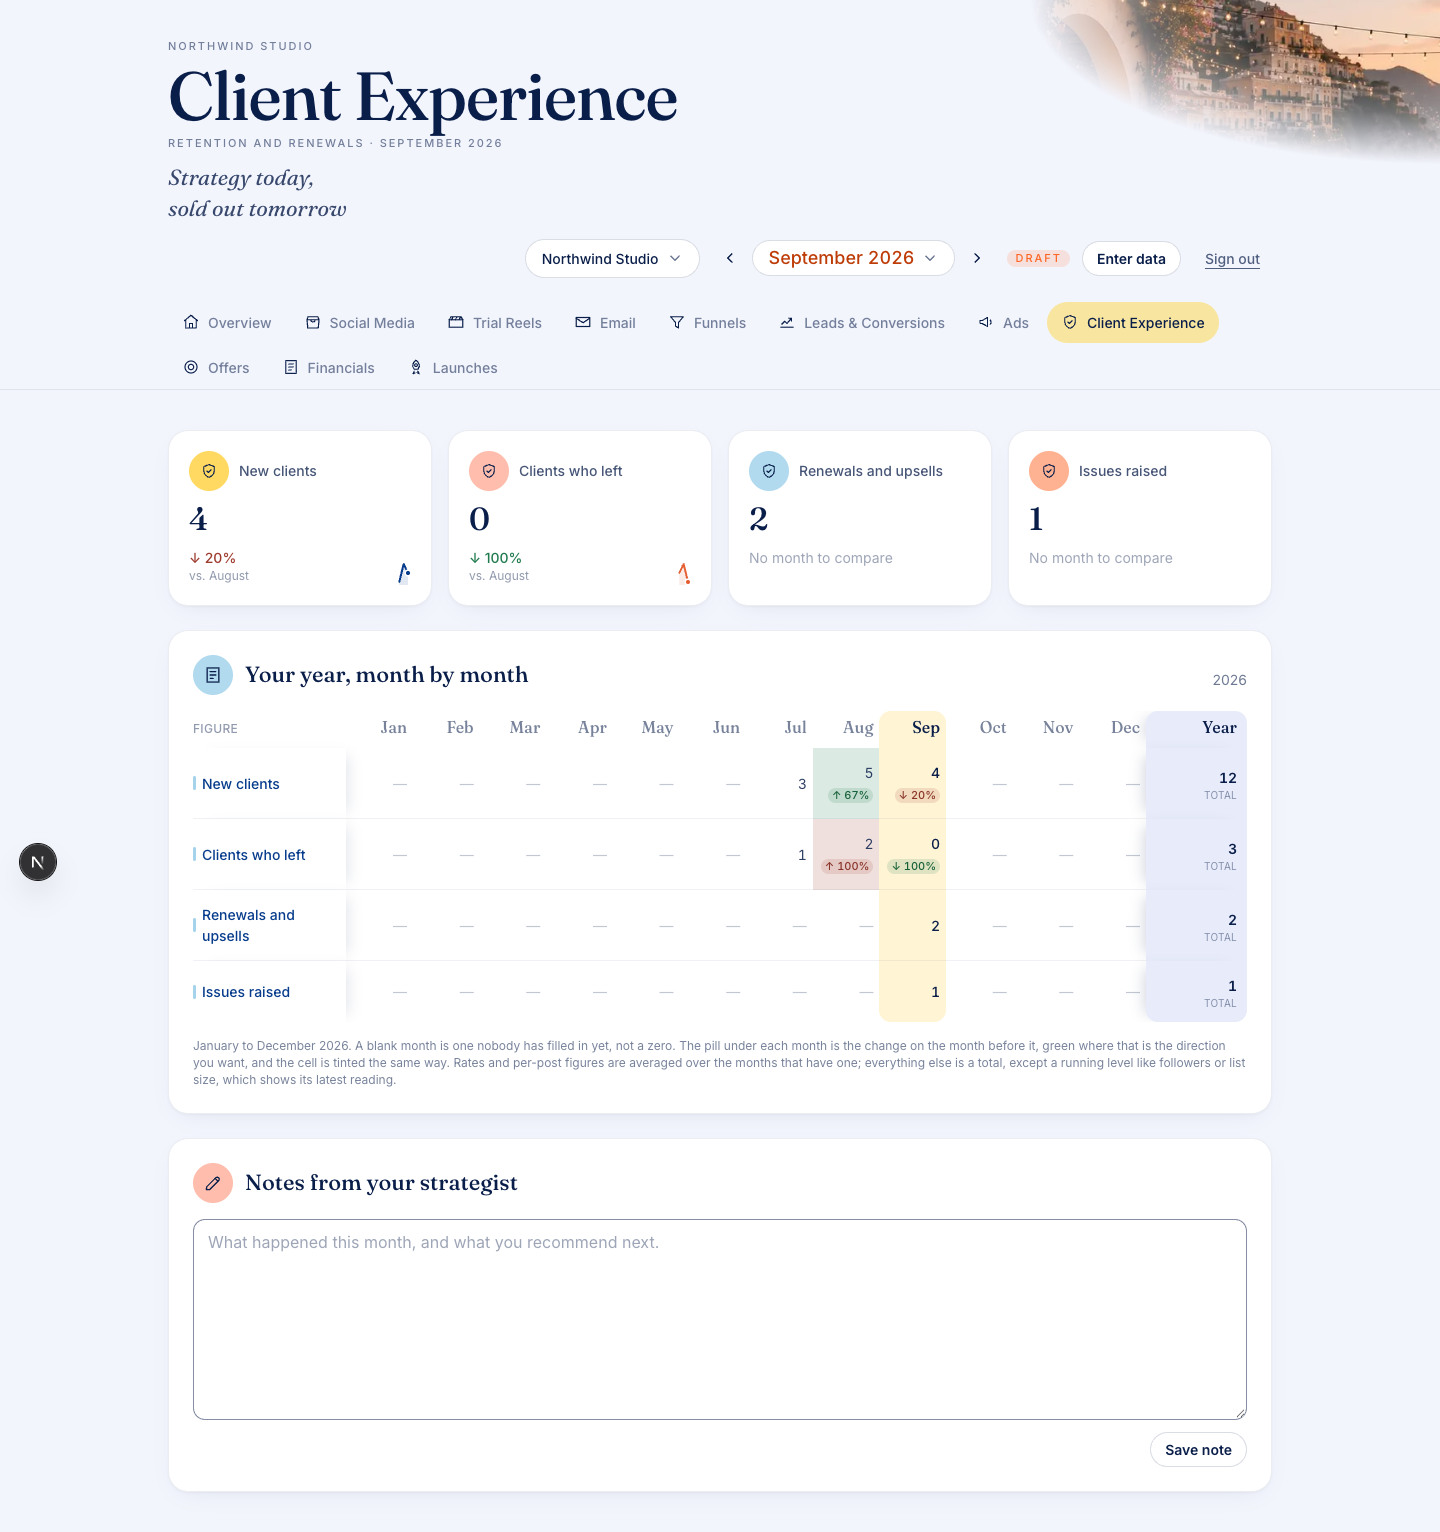 NORTHWIND STUDIO
Client Experience
RETENTION AND RENEWALS · SEPTEMBER 2026
Strategy today,
sold out tomorrow
Northwind Studio
September 2026
DRAFT
Enter data
Sign out
Overview
Social Media
Trial Reels
Email
Funnels
Leads & Conversions
Ads
Client Experience
Offers
Financials
Launches
New clients
4
↓ 20%
vs. August
Clients who left
0
↓ 100%
vs. August
Renewals and upsells
2
No month to compare
Issues raised
1
No month to compare
Your year, month by month
2026
FIGURE Jan Feb Mar Apr May Jun Jul Aug Sep Oct Nov Dec Year
New clients — — — — — — 3 5 4 — — — 12
↑ 67% ↓ 20% TOTAL
Clients who left — — — — — — 1 2 0 — — — 3
↑ 100% ↓ 100% TOTAL
Renewals and
upsells — — — — — — — — 2 — — — 2
TOTAL
Issues raised — — — — — — — — 1 — — — 1
TOTAL
January to December 2026. A blank month is one nobody has filled in yet, not a zero. The pill under each month is the change on the month before it, green where that is the direction
you want, and the cell is tinted the same way. Rates and per-post figures are averaged over the months that have one; everything else is a total, except a running level like followers or list
size, which shows its latest reading.
Notes from your strategist
What happened this month, and what you recommend next.
Save note
N